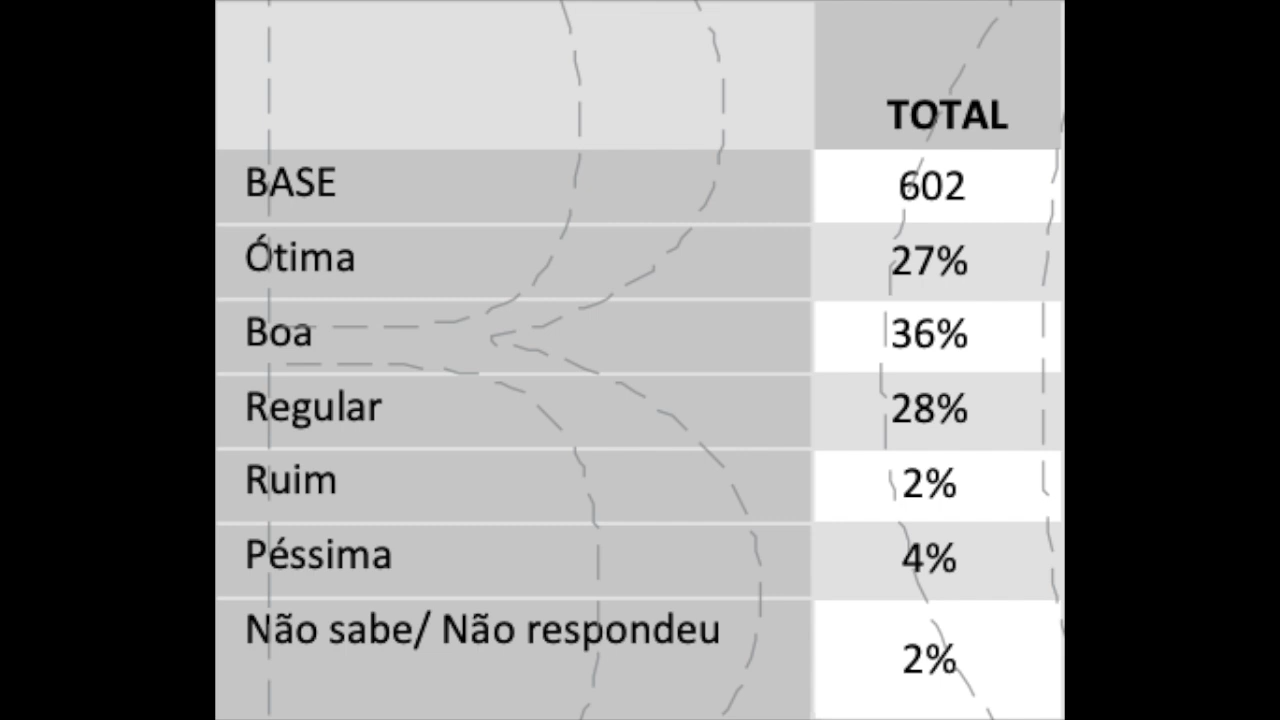 TOTAL
BASE 602
Ótima 27%
Boa 36%
Regular 28%
Ruim 2%
Péssima 4%
Não sabe/ Não respondeu 2%